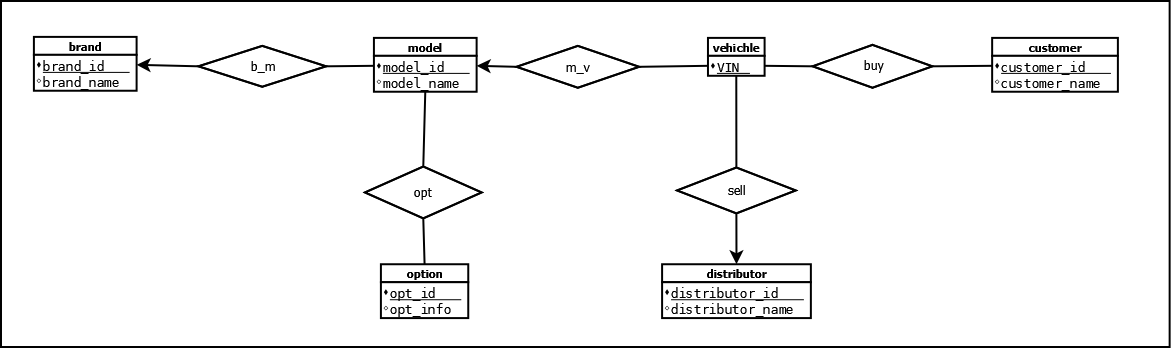 brand
brand_id
brand_name
b_m
model
model_id
model_name
m_v
vehichle
VIN
buy
customer
customer_id
customer_name
opt
sell
option
opt_id
opt_info
distributor
distributor_id
distributor_name